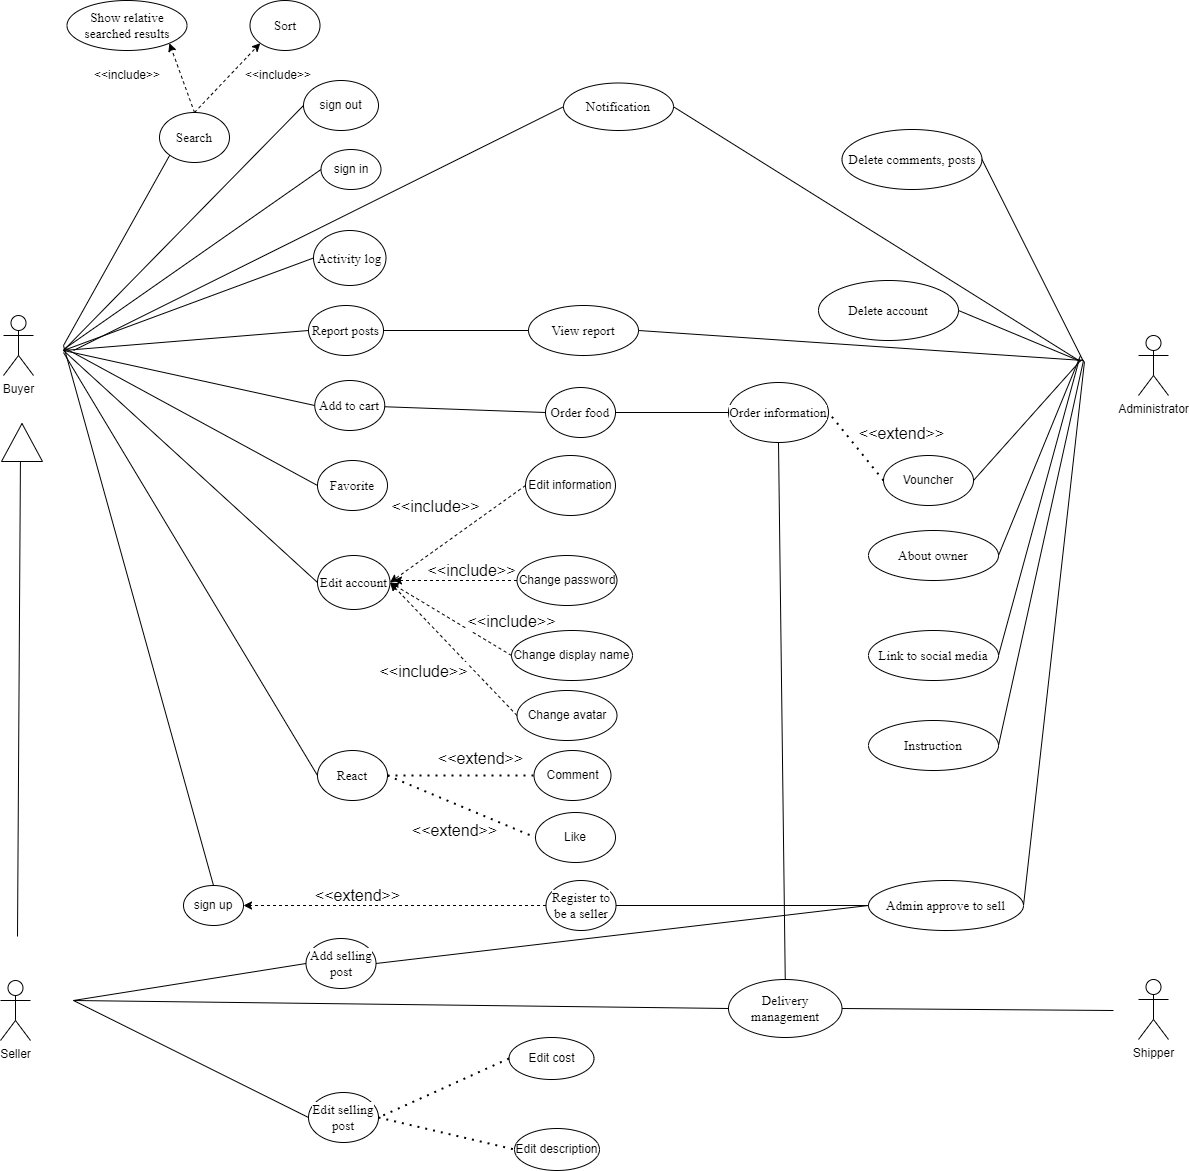 Show relative
searched results
Sort
<<include>>
<<include>>
sign out
Notification
Search
Delete comments, posts
sign in
Activity log
Delete account
Report posts
View report
Buyer
Administrator
Add to cart
Order food
Order information
<<extend>>
Favorite
Edit information
Vouncher
<<include>>
About owner
<<include>>
Edit account
Change password
<<include>>
Change display name
Link to social media
<<include>>
Change avatar
Instruction
<<extend>>
React
Comment
<<extend>>
Like
<<extend>>
sign up
Register to
be a seller
Admin approve to sell
Add selling
post
Delivery
management
Seller
Shipper
Edit cost
Edit selling
post
Edit description